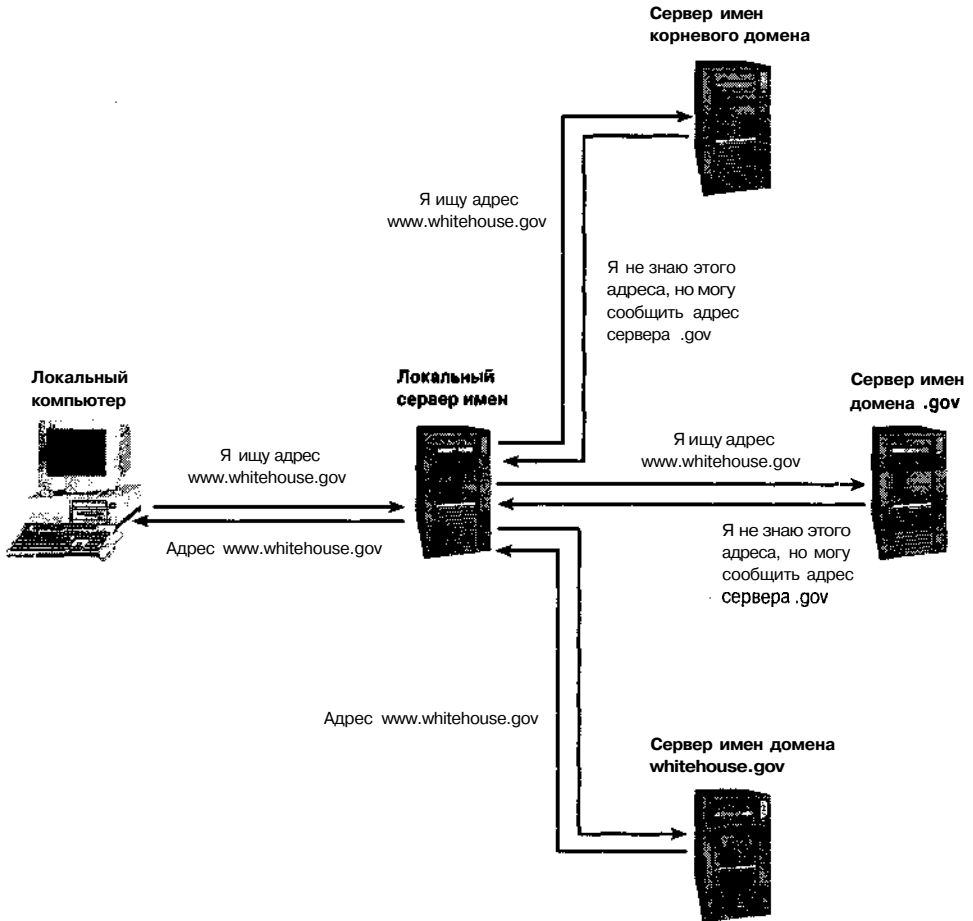 Сервер имен
корневого домена
Я ищу адрес
www.whitehouse.gov
Я не знаю этого
адреса, но могу
сообщить адрес
сервера .gov
Локальный
компьютер
Локальный
сервер имен
Сервер имен
домена .gov
Я ищу адрес
www.whitehouse.gov
Я ищу адрес
www.whitehouse.gov
Адрес www.whitehouse.gov
Я не знаю этого
адреса, но могу
сообщить адрес
сервера .gov
Адрес www.whitehouse.gov
Сервер имен домена
whitehouse.gov